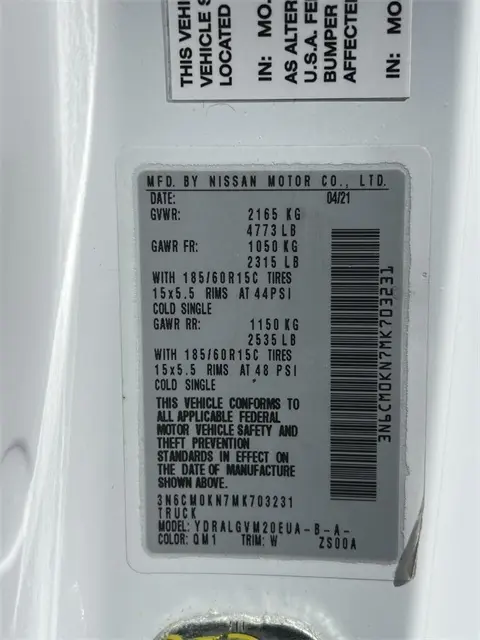 THIS VEHI
VEHICLE S
LOCATED
IN: MO.
AS ALTER
U.S.A. FE
BUMPER
AFFECTE
IN: MO
MFD. BY NISSAN MOTOR CO., LTD.
DATE: 04/21
GVWR: 2165 KG
4773 LB
GAWR FR: 1050 KG
2315 LB
WITH 185/60R15C TIRES
15x5.5 RIMS AT 44PSI
COLD SINGLE
GAWR RR: 1150 KG
2535 LB
WITH 185/60R15C TIRES
15x5.5 RIMS AT 48 PSI
COLD SINGLE
THIS VEHICLE CONFORMS TO
ALL APPLICABLE FEDERAL
MOTOR VEHICLE SAFETY AND
THEFT PREVENTION
STANDARDS IN EFFECT ON
THE DATE OF MANUFACTURE
SHOWN ABOVE.
3N6CM0KN7MK703231
TRUCK
MODEL: YDRALGVM20EUA-B-A-
COLOR: QM1 TRIM: W ZS00A
3N6CM0KN7MK703231